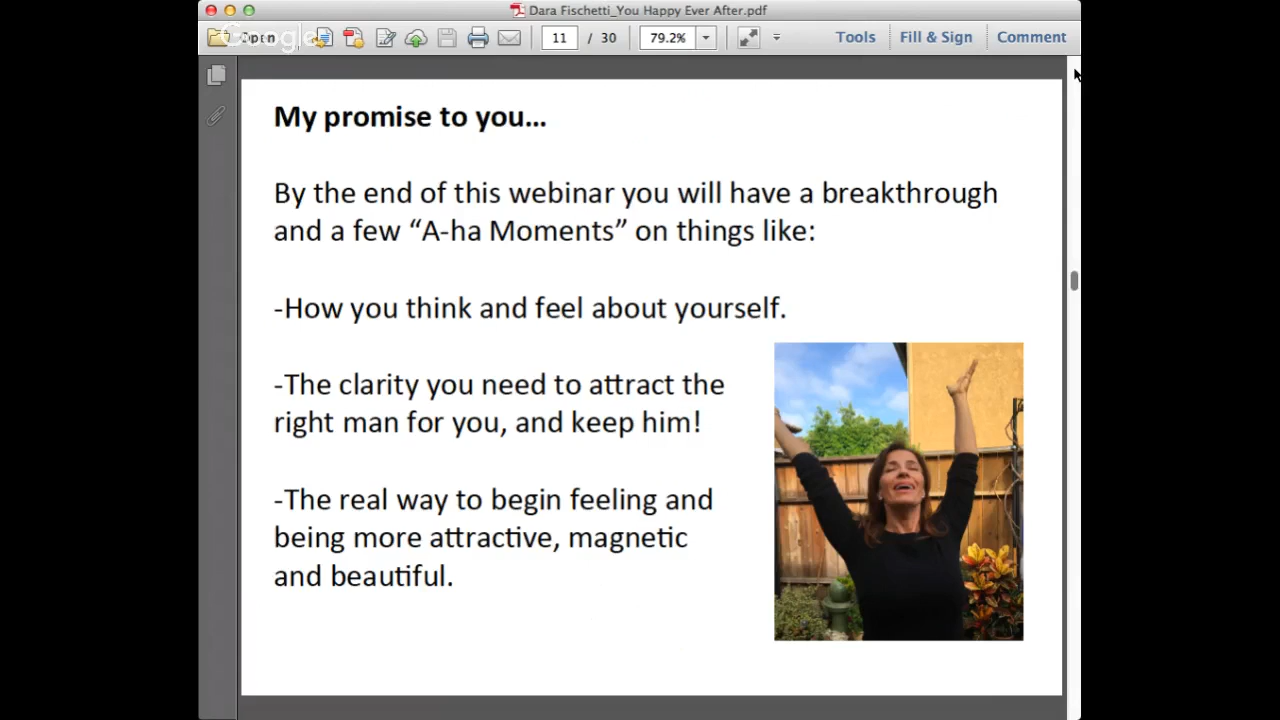 Dara Fischetti_You Happy Ever After.pdf
Google
Open
11 / 30
79.2%
Tools
Fill & Sign
Comment
My promise to you...
By the end of this webinar you will have a breakthrough
and a few “A-ha Moments” on things like:
-How you think and feel about yourself.
-The clarity you need to attract the
right man for you, and keep him!
-The real way to begin feeling and
being more attractive, magnetic
and beautiful.